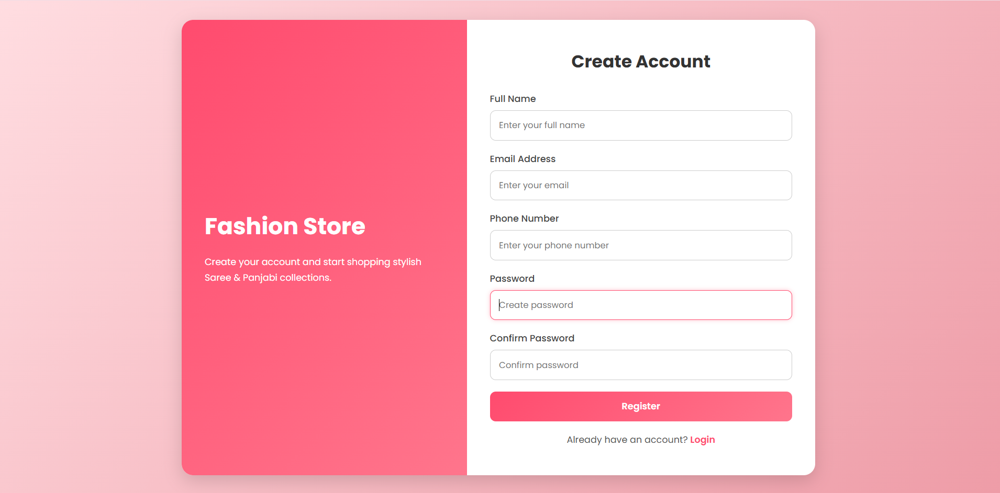 Fashion Store
Create your account and start shopping stylish
Saree & Panjabi collections.
Create Account
Full Name
Enter your full name
Email Address
Enter your email
Phone Number
Enter your phone number
Password
Create password
Confirm Password
Confirm password
Register
Already have an account? Login